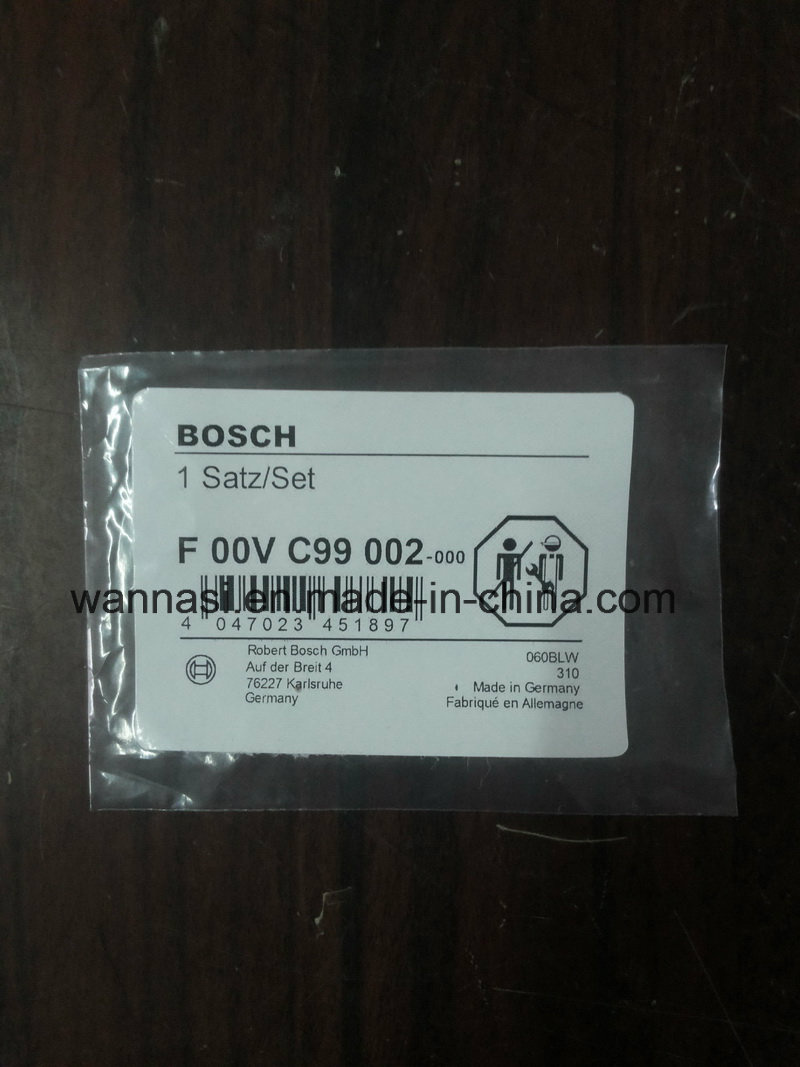 BOSCH
1 Satz/Set
F 00V C99 002-000
wannasi.en.made-in-china.com
4 047023 451897
Robert Bosch GmbH
Auf der Breit 4
76227 Karlsruhe
Germany
060BLW
310
Made in Germany
Fabriqué en Allemagne